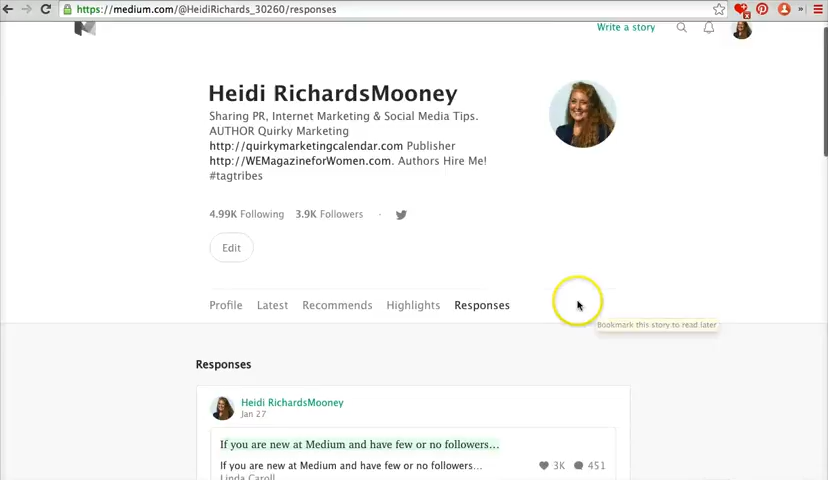 https://medium.com/@HeidiRichards_30260/responses
Write a story
Heidi RichardsMooney
Sharing PR, Internet Marketing & Social Media Tips.
AUTHOR Quirky Marketing
http://quirkymarketingcalendar.com Publisher
http://WEMagazineforWomen.com. Authors Hire Me!
#tagtribes
4.99K Following 3.9K Followers ·
Edit
Profile Latest Recommends Highlights Responses
Bookmark this story to read later
Responses
Heidi RichardsMooney
Jan 27
If you are new at Medium and have few or no followers…
If you are new at Medium and have few or no followers… 3K 451
Linda Caroll